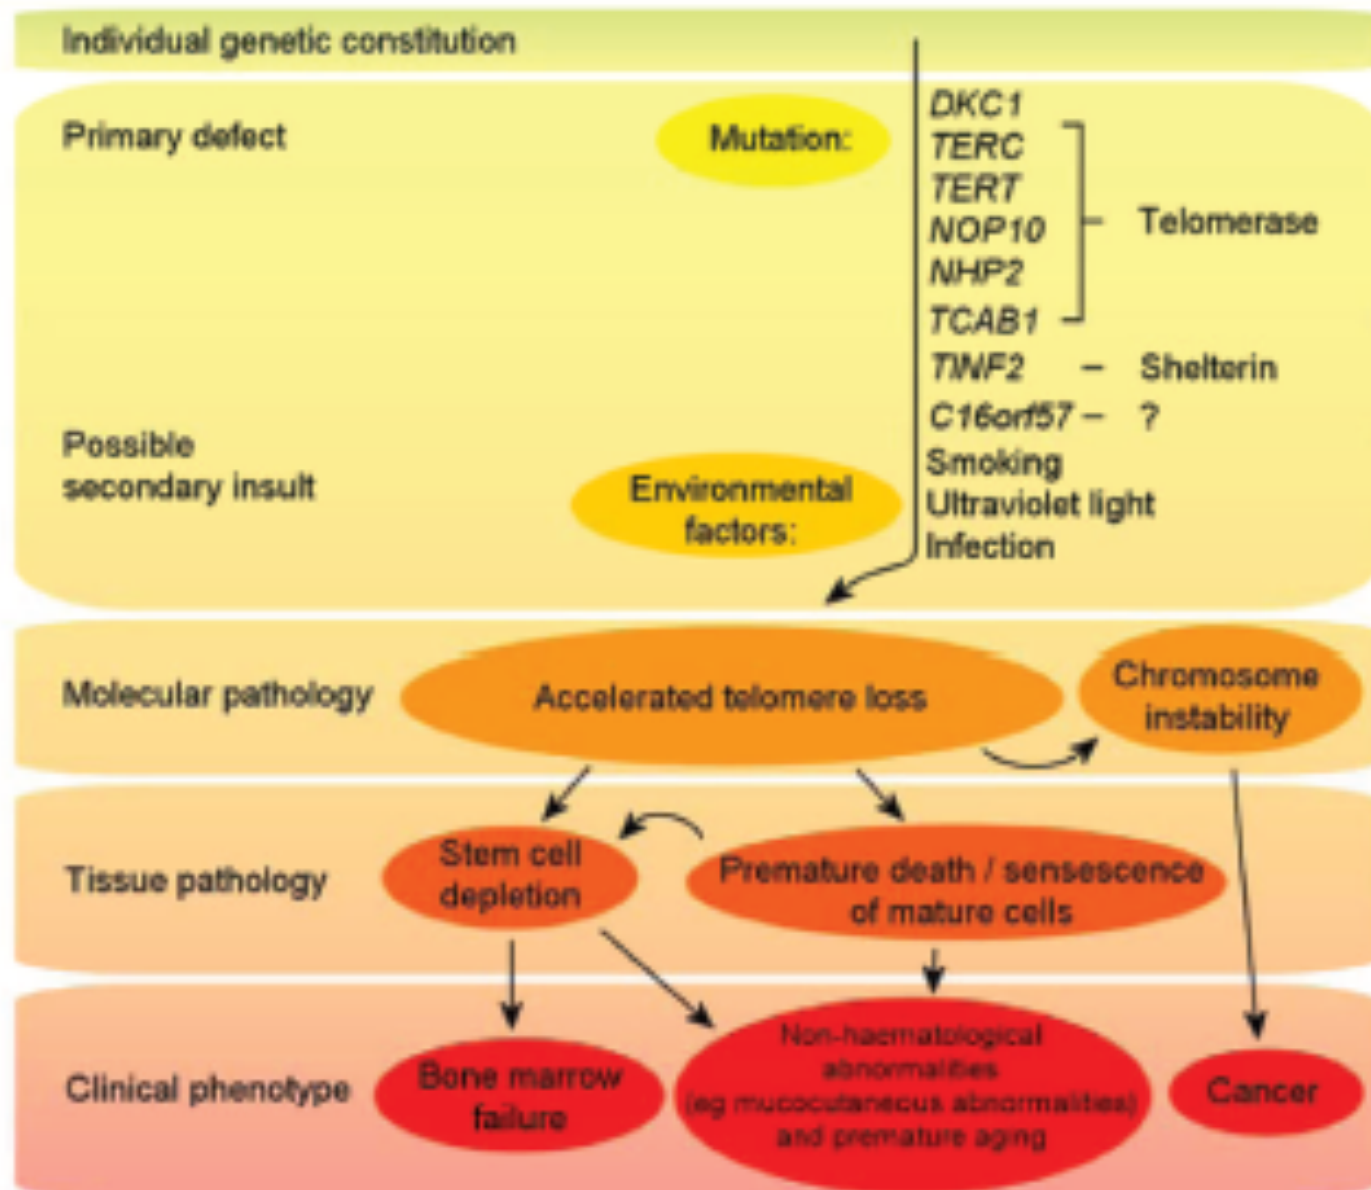 Individual genetic constitution
Primary defect
Mutation:
DKC1
TERC
TERT
NOP10
NHP2
TCAB1
Telomerase
TINF2 – Shelterin
C16orf57 – ?
Possible
secondary insult
Environmental
factors:
Smoking
Ultraviolet light
Infection
Molecular pathology
Accelerated telomere loss
Chromosome
instability
Tissue pathology
Stem cell
depletion
Premature death / sensescence
of mature cells
Clinical phenotype
Bone marrow
failure
Non-haematological
abnormalities
(eg mucocutaneous abnormalities)
and premature aging
Cancer